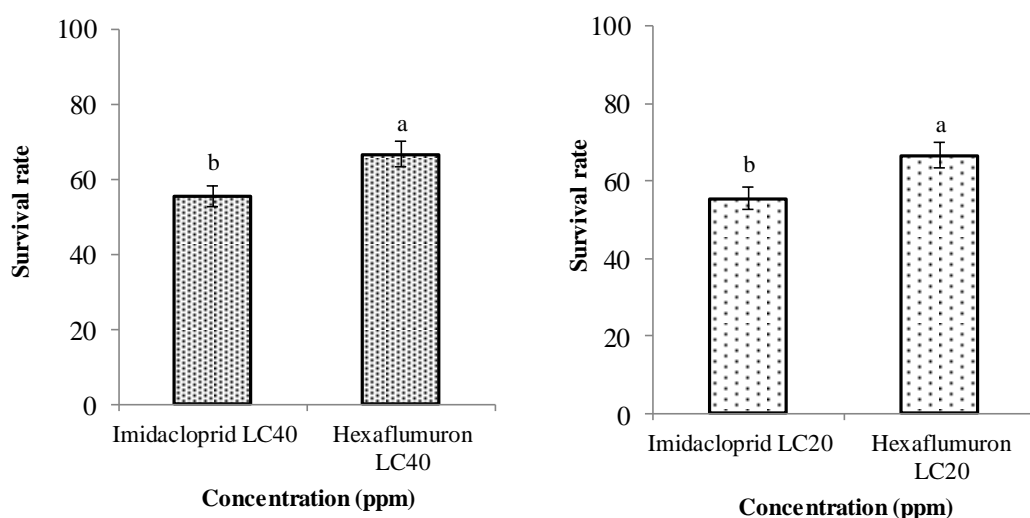 100
80
60
40
20
0
Survival rate
b
a
Imidacloprid LC40
Hexaflumuron
LC40
Concentration (ppm)
100
80
60
40
20
0
Survival rate
b
a
Imidacloprid LC20
Hexaflumuron
LC20
Concentration (ppm)